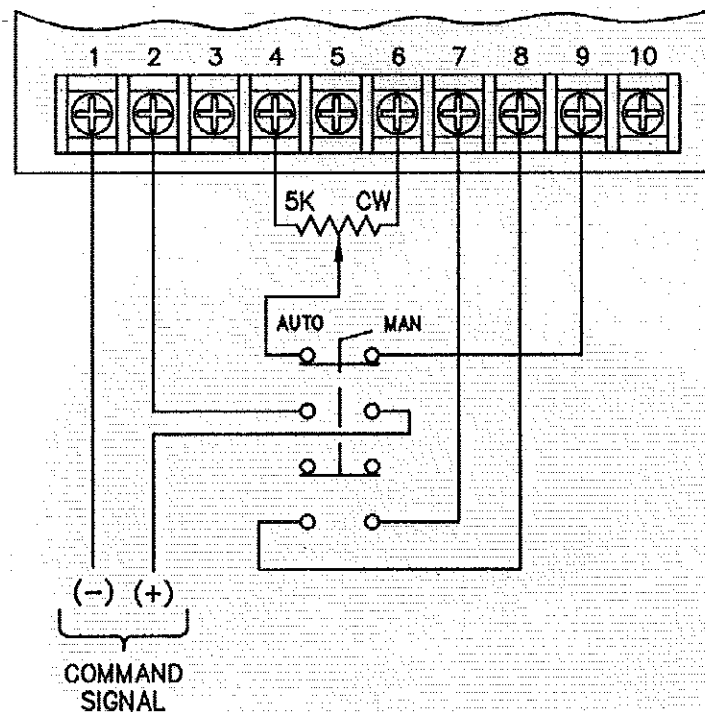 1 2 3 4 5 6 7 8 9 10
5K CW
AUTO MAN
(-) (+)
COMMAND
SIGNAL